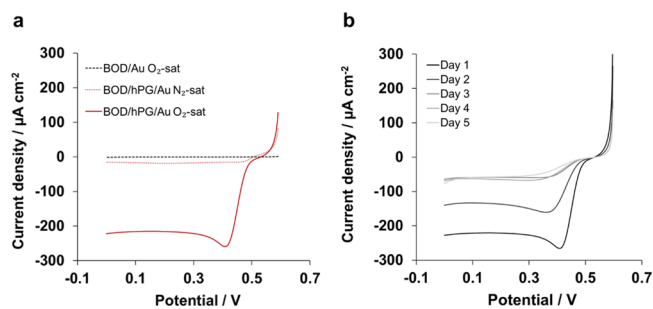 a
300
200
100
0
-100
-200
-300
-0.1
0.1
0.3
0.5
0.7
Current density / µA cm⁻²
Potential / V
BOD/Au O₂-sat
BOD/hPG/Au N₂-sat
BOD/hPG/Au O₂-sat
b
300
200
100
0
-100
-200
-300
-0.1
0.1
0.3
0.5
0.7
Current density / µA cm⁻²
Potential / V
Day 1
Day 2
Day 3
Day 4
Day 5